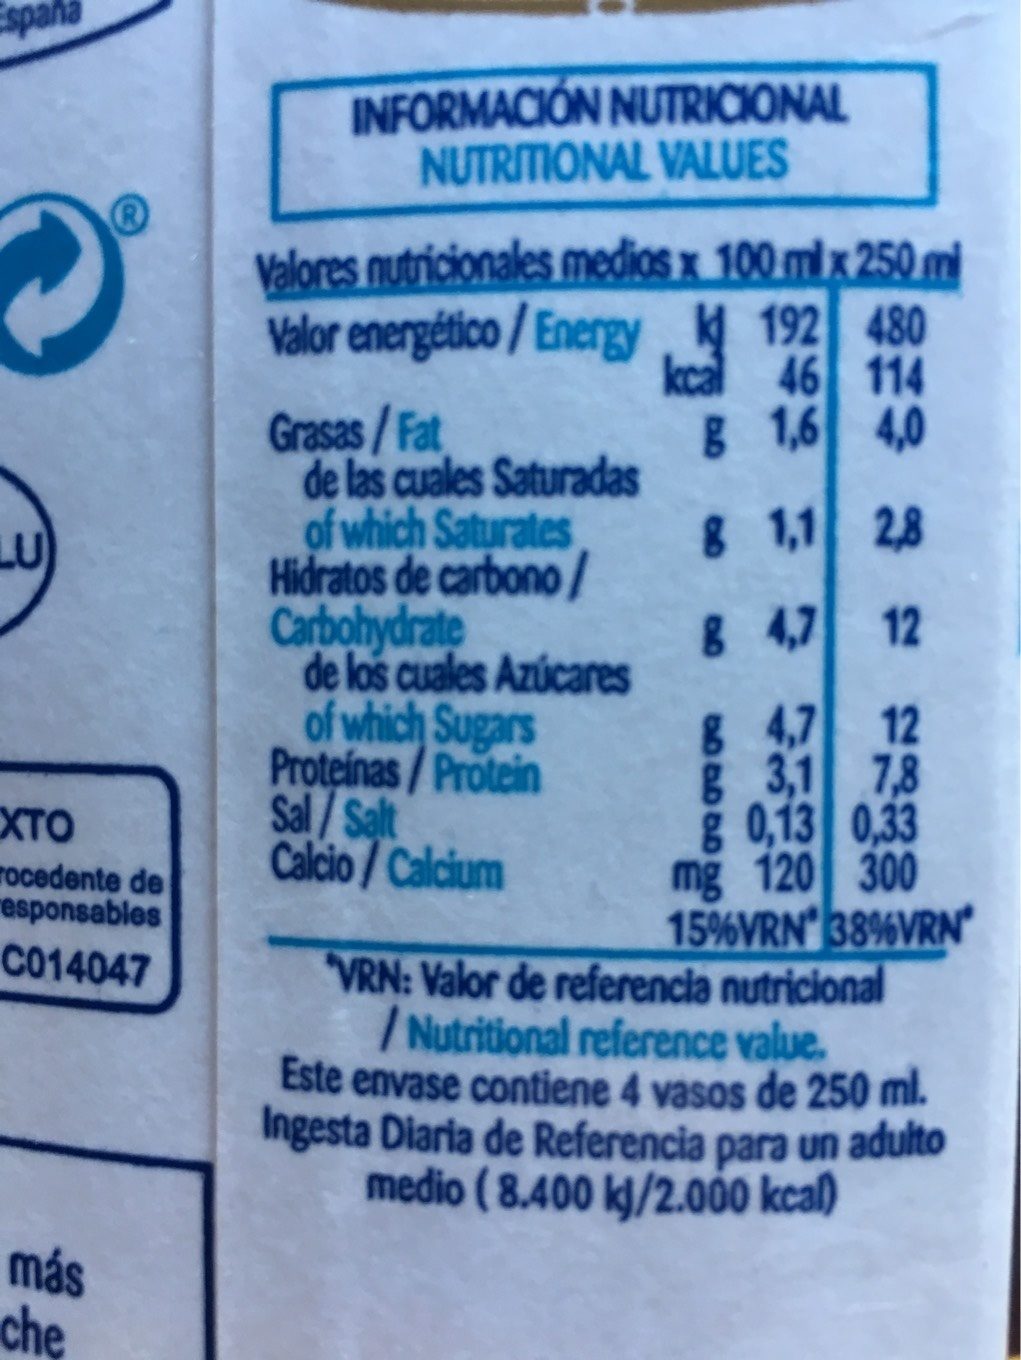 España
®
LU
XTO
rocedente de
esponsables
C014047
más
che
INFORMACIÓN NUTRICIONAL
NUTRITIONAL VALUES
Valores nutricionales medios x 100 ml x 250 ml
Valor energético / Energy kJ 192 480
kcal 46 114
Grasas / Fat g 1,6 4,0
de las cuales Saturadas
of which Saturates g 1,1 2,8
Hidratos de carbono /
Carbohydrate g 4,7 12
de los cuales Azúcares
of which Sugars g 4,7 12
Proteínas / Protein g 3,1 7,8
Sal / Salt g 0,13 0,33
Calcio / Calcium mg 120 300
15%VRN* 38%VRN*
*VRN: Valor de referencia nutricional
/ Nutritional reference value.
Este envase contiene 4 vasos de 250 ml.
Ingesta Diaria de Referencia para un adulto
medio ( 8.400 kJ/2.000 kcal)